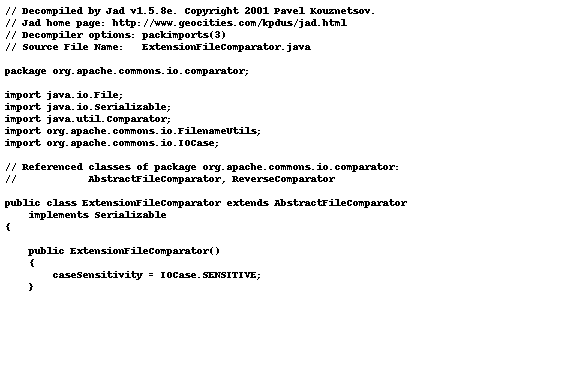 // Decompiled by Jad v1.5.8e. Copyright 2001 Pavel Kouznetsov.
// Jad home page: http://www.geocities.com/kpdus/jad.html
// Decompiler options: packimports(3)
// Source File Name:   ExtensionFileComparator.java

package org.apache.commons.io.comparator;

import java.io.File;
import java.io.Serializable;
import java.util.Comparator;
import org.apache.commons.io.FilenameUtils;
import org.apache.commons.io.IOCase;

// Referenced classes of package org.apache.commons.io.comparator:
//            AbstractFileComparator, ReverseComparator

public class ExtensionFileComparator extends AbstractFileComparator
    implements Serializable
{

    public ExtensionFileComparator()
    {
        caseSensitivity = IOCase.SENSITIVE;
    }